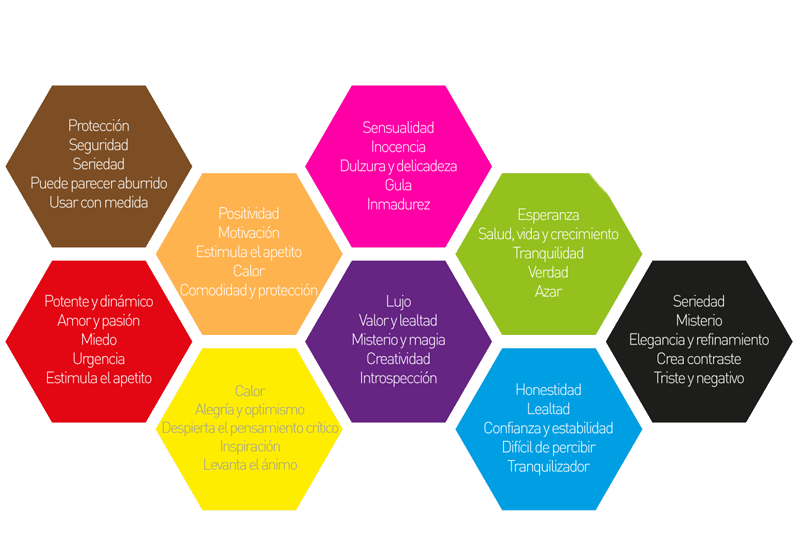 Protección
Seguridad
Seriedad
Puede parecer aburrido
Usar con medida
Sensualidad
Inocencia
Dulzura y delicadeza
Gula
Inmadurez
Positividad
Motivación
Estimula el apetito
Calor
Comodidad y protección
Esperanza
Salud, vida y crecimiento
Tranquilidad
Verdad
Azar
Potente y dinámico
Amor y pasión
Miedo
Urgencia
Estimula el apetito
Lujo
Valor y lealtad
Misterio y magia
Creatividad
Introspección
Seriedad
Misterio
Elegancia y refinamiento
Crea contraste
Triste y negativo
Calor
Alegría y optimismo
Despierta el pensamiento crítico
Inspiración
Levanta el ánimo
Honestidad
Lealtad
Confianza y estabilidad
Difícil de percibir
Tranquilizador